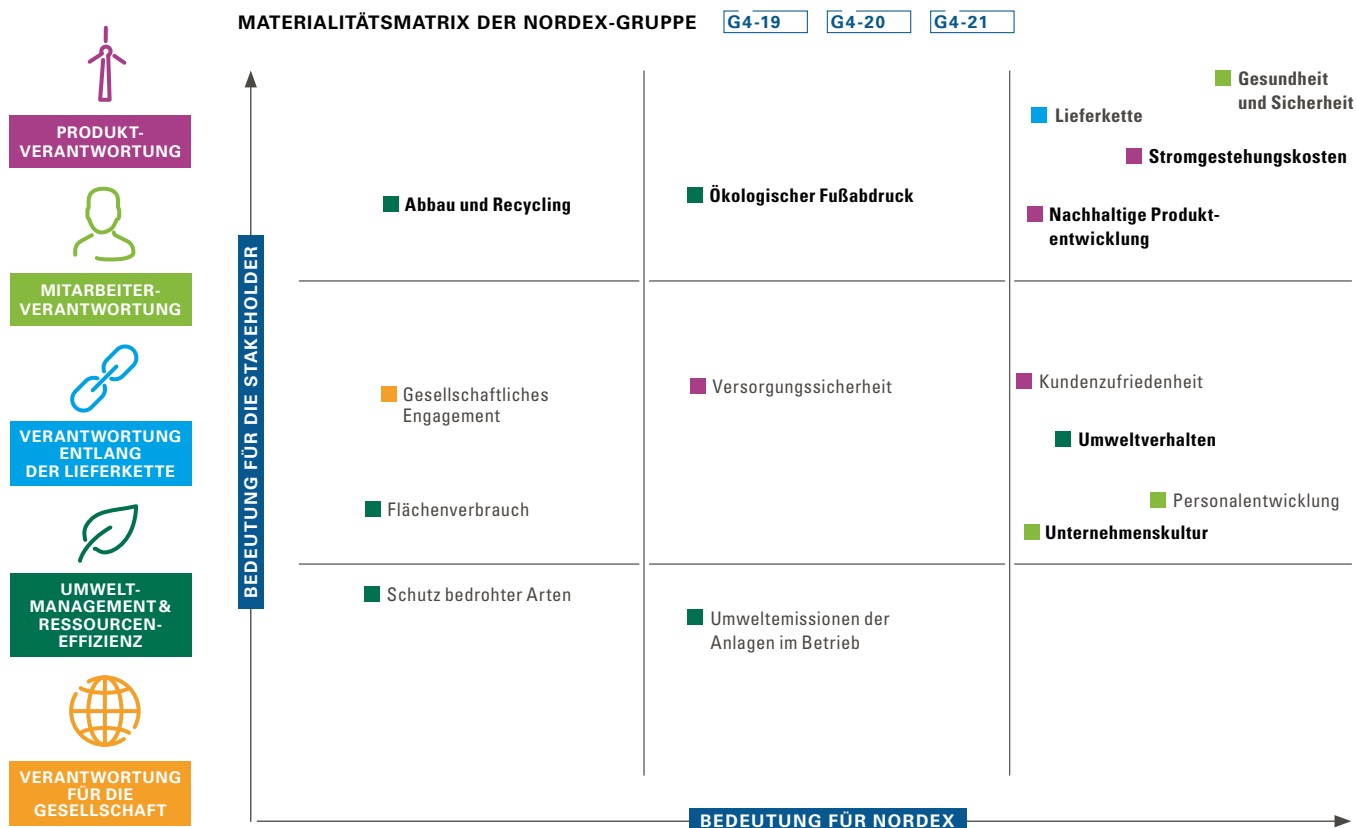 MATERIALITÄTSMATRIX DER NORDEX-GRUPPE G4-19 G4-20 G4-21
PRODUKT-
VERANTWORTUNG
MITARBEITER-
VERANTWORTUNG
VERANTWORTUNG
ENTLANG
DER LIEFERKETTE
UMWELT-
MANAGEMENT &
RESSOURCEN-
EFFIZIENZ
VERANTWORTUNG
FÜR DIE
GESELLSCHAFT
BEDEUTUNG FÜR DIE STAKEHOLDER
Gesundheit
und Sicherheit
Lieferkette
Stromgestehungskosten
Abbau und Recycling
Ökologischer Fußabdruck
Nachhaltige Produkt-
entwicklung
Gesellschaftliches
Engagement
Versorgungssicherheit
Kundenzufriedenheit
Umweltverhalten
Flächenverbrauch
Personalentwicklung
Unternehmenskultur
Schutz bedrohter Arten
Umweltemissionen der
Anlagen im Betrieb
BEDEUTUNG FÜR NORDEX